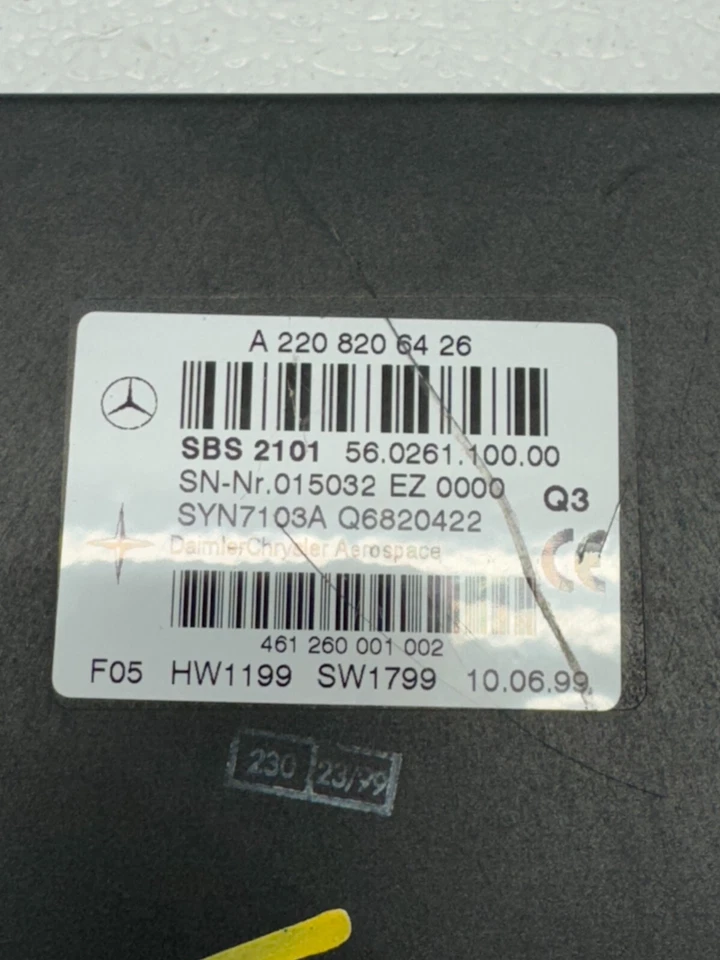 A 220 820 64 26
SBS 2101 56.0261.100.00
SN-Nr.015032 EZ 0000 Q3
SYN7103A Q6820422
DaimlerChrysler Aerospace CE
461 260 001 002
F05 HW1199 SW1799 10.06.99
230 23/99